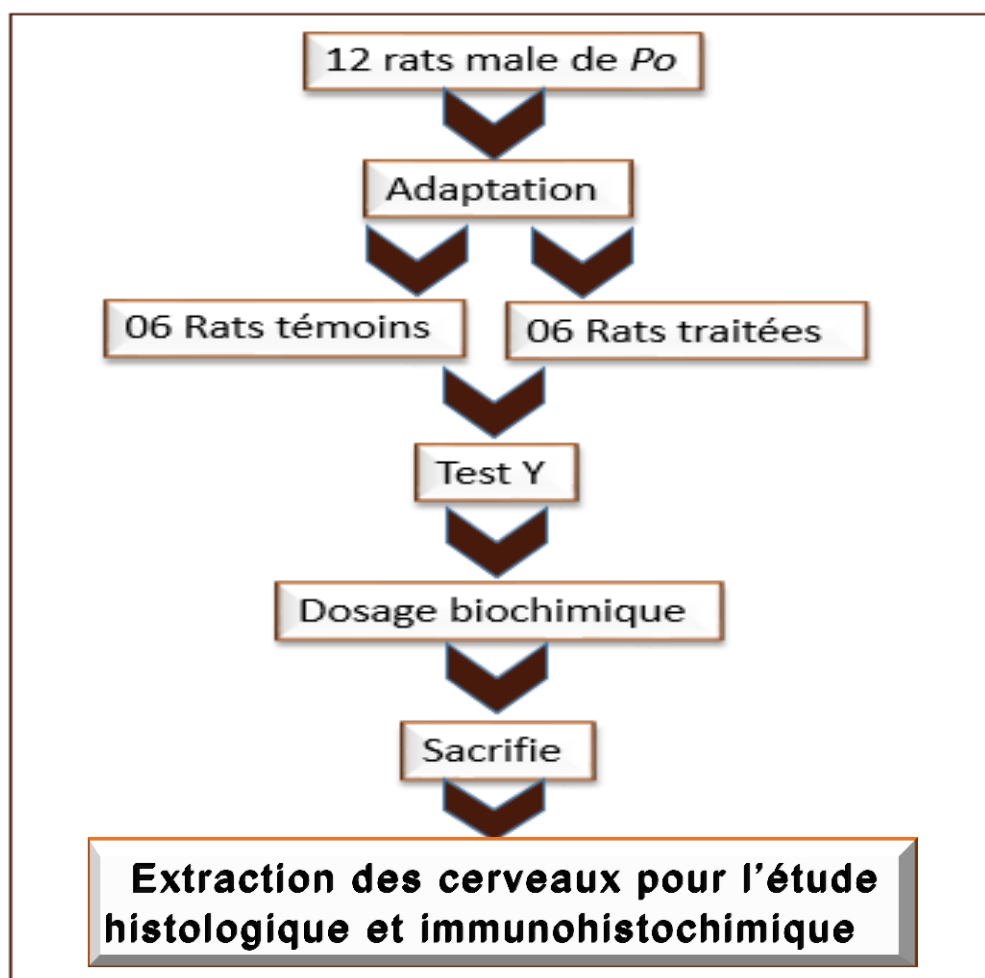 12 rats male de Po
Adaptation
06 Rats témoins
06 Rats traitées
Test Y
Dosage biochimique
Sacrifie
Extraction des cerveaux pour l’étude
histologique et immunohistochimique